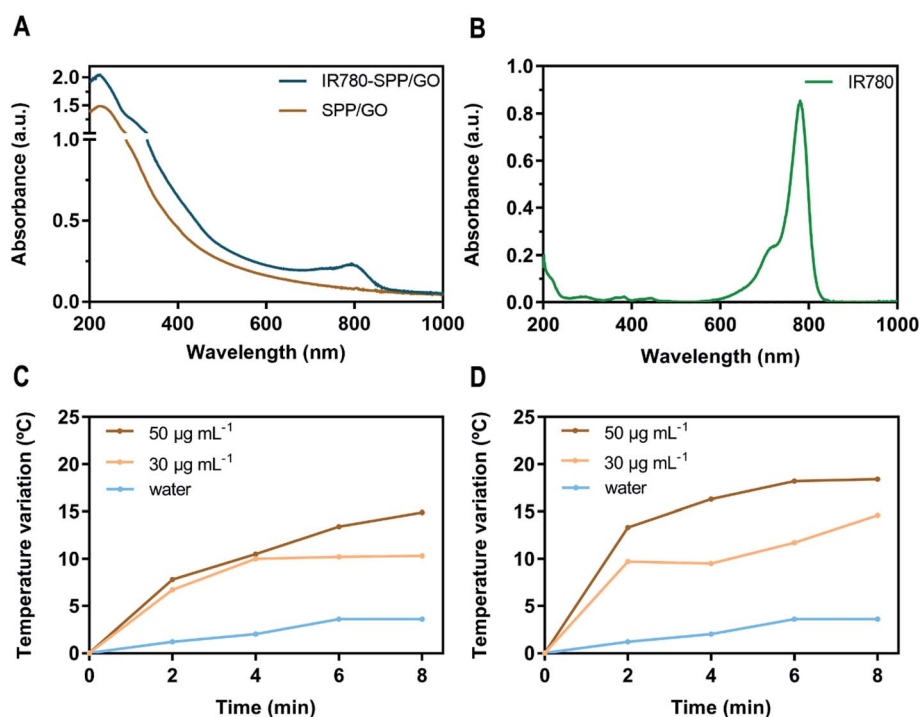 A
Absorbance (a.u.)
2.0
1.5
1.0
0.5
0.0
IR780-SPP/GO
SPP/GO
200 400 600 800 1000
Wavelength (nm)
B
Absorbance (a.u.)
1.0
0.8
0.6
0.4
0.2
0.0
IR780
200 400 600 800 1000
Wavelength (nm)
C
Temperature variation (ºC)
25
20
15
10
5
0
50 µg mL⁻¹
30 µg mL⁻¹
water
0 2 4 6 8
Time (min)
D
Temperature variation (ºC)
25
20
15
10
5
0
50 µg mL⁻¹
30 µg mL⁻¹
water
0 2 4 6 8
Time (min)